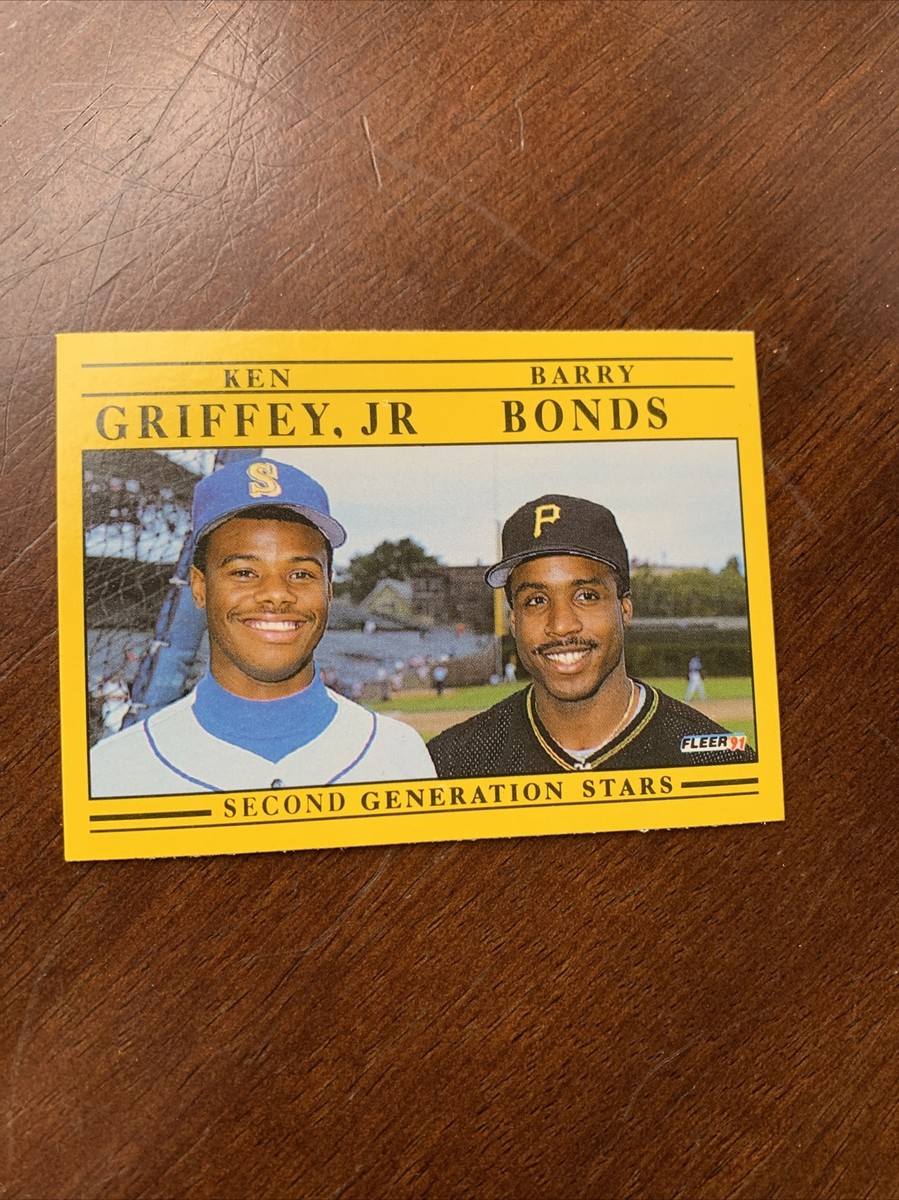 KEN BARRY
GRIFFEY, JR BONDS
S
P
FLEER 91
SECOND GENERATION STARS